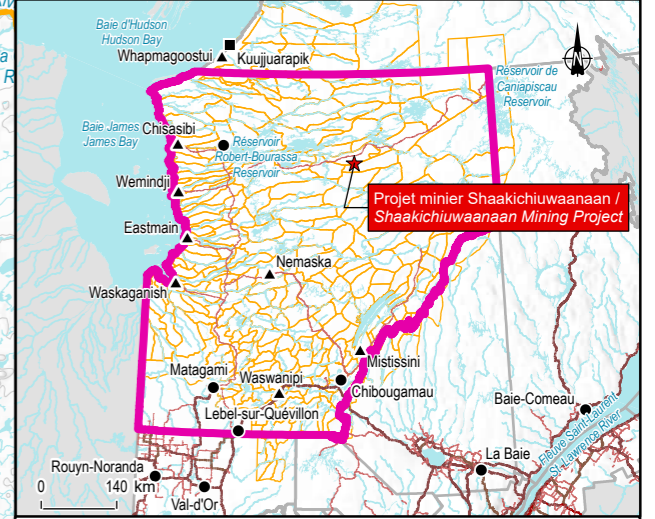 Baie d'Hudson
Hudson Bay
Whapmagoostui
Kuujjuarapik
N
Reservoir de
Caniapiscau
Reservoir
Baie James
James Bay
Chisasibi
Réservoir
Robert-Bourassa
Reservoir
Wemindji
Projet minier Shaakichiuwaanaan /
Shaakichiuwaanaan Mining Project
Eastmain
Nemaska
Waskaganish
Mistissini
Matagami
Waswanipi
Chibougamau
Baie-Comeau
Lebel-sur-Quévillon
Fleuve Saint-Laurent
St-Lawrence River
La Baie
Rouyn-Noranda
0 140 km
Val-d'Or